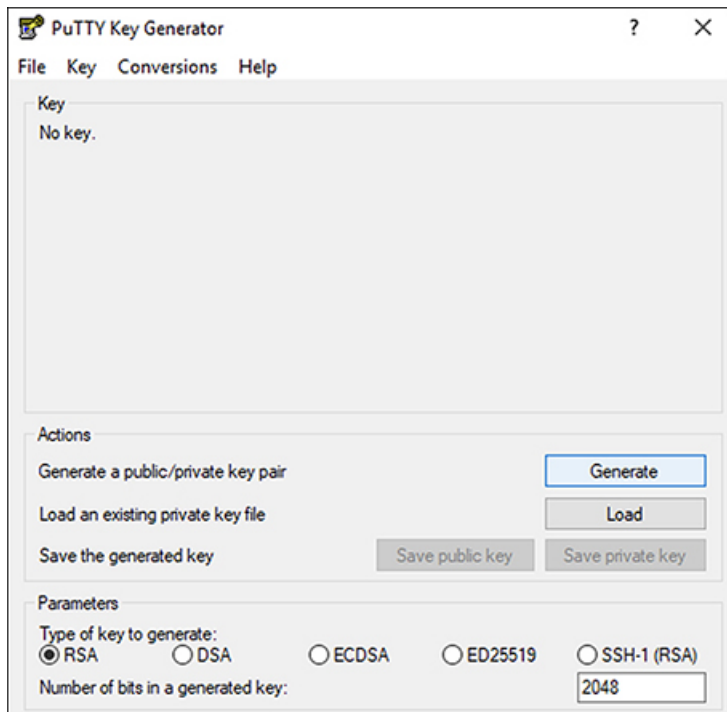 PuTTY Key Generator
? X
File Key Conversions Help
Key
No key.
Actions
Generate a public/private key pair
Generate
Load an existing private key file
Load
Save the generated key
Save public key
Save private key
Parameters
Type of key to generate:
RSA DSA ECDSA ED25519 SSH-1 (RSA)
Number of bits in a generated key:
2048